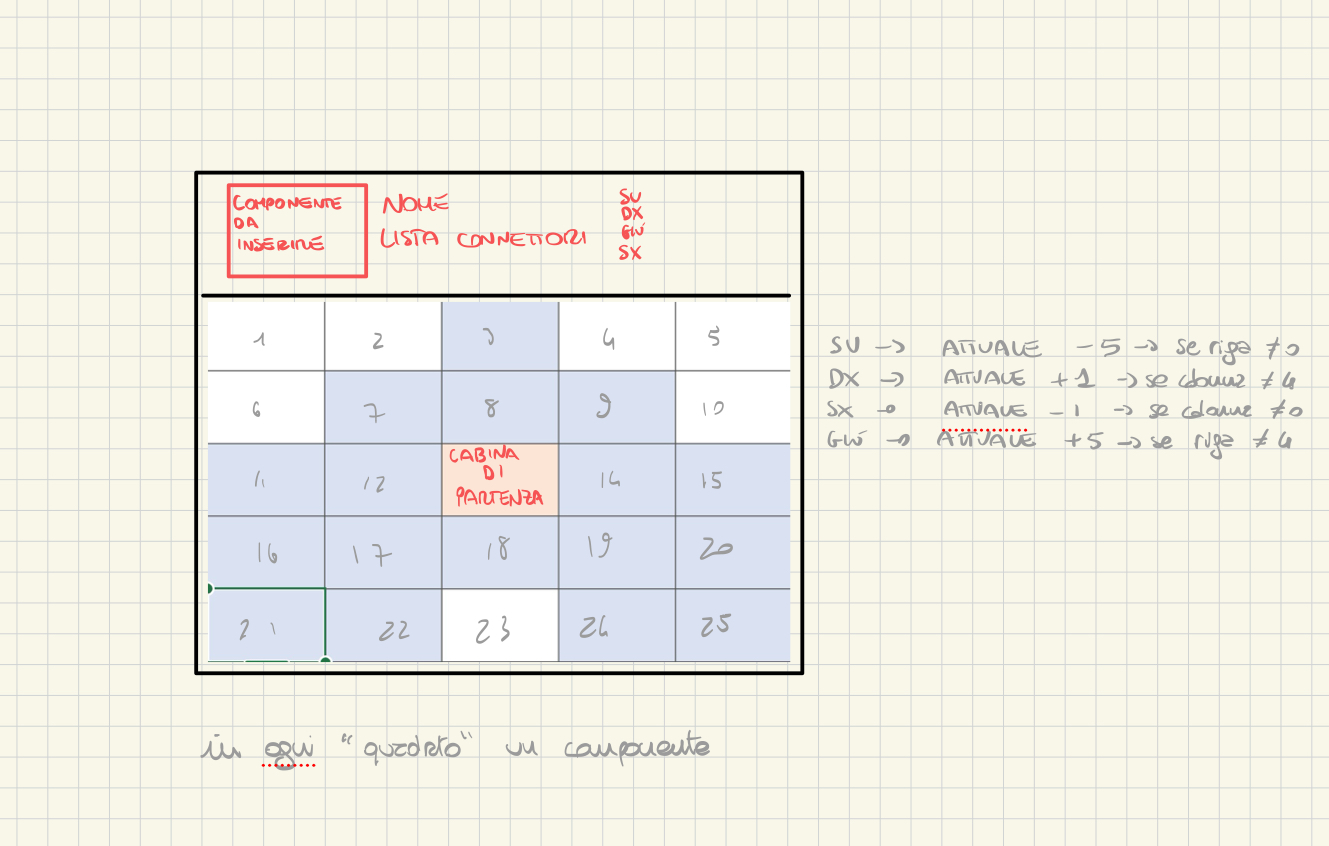 COMPONENTE
DA
INSERIRE
NOME
LISTA CONNETTORI
SU
DX
GIÙ
SX
1 2 3 4 5
6 7 8 9 10
11 12 CABINA DI PARTENZA 14 15
16 17 18 19 20
21 22 23 24 25
SU → ATTUALE -5 → se riga ≠ 0
DX → ATTUALE +1 → se colonna ≠ 4
SX → ATTUALE -1 → se colonna ≠ 0
GIÙ → ATTUALE +5 → se riga ≠ 4
in ogni "quadrato" un componente